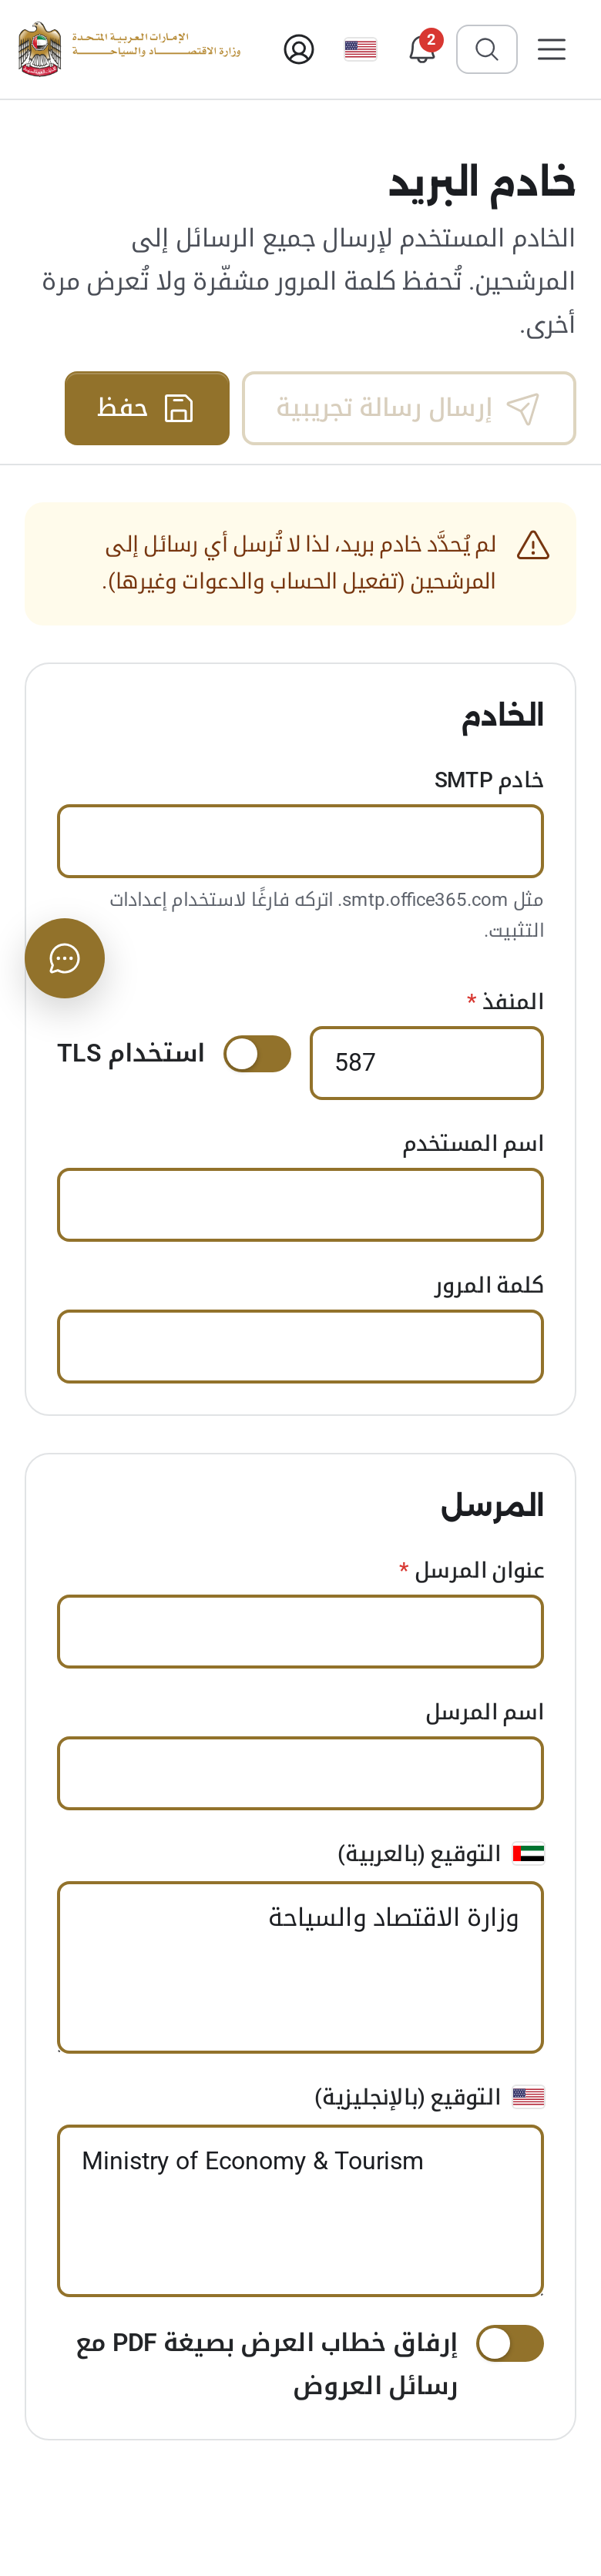 الإمارات العربية المتحدة
وزارة الاقتصاد والسياحة
2
خادم البريد
الخادم المستخدم لإرسال جميع الرسائل إلى
المرشحين. تُحفظ كلمة المرور مشفّرة ولا تُعرض مرة
أخرى.
إرسال رسالة تجريبية
حفظ
لم يُحدَّد خادم بريد، لذا لا تُرسل أي رسائل إلى
المرشحين (تفعيل الحساب والدعوات وغيرها).
الخادم
خادم SMTP
مثل smtp.office365.com. اتركه فارغًا لاستخدام إعدادات
التثبيت.
المنفذ *
587
استخدام TLS
اسم المستخدم
كلمة المرور
المرسل
عنوان المرسل *
اسم المرسل
التوقيع (بالعربية)
وزارة الاقتصاد والسياحة
التوقيع (بالإنجليزية)
Ministry of Economy & Tourism
إرفاق خطاب العرض بصيغة PDF مع
رسائل العروض